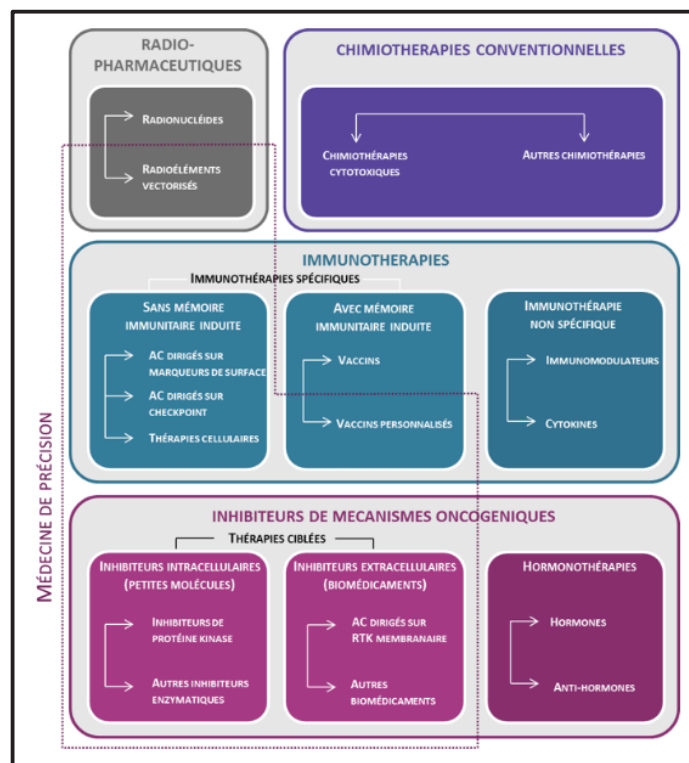 RADIO-
PHARMACEUTIQUES
RADIONUCLÉIDES
RADIOÉLÉMENTS
VECTORISÉS
CHIMIOTHERAPIES CONVENTIONNELLES
CHIMIOTHÉRAPIES
CYTOTOXIQUES
AUTRES CHIMIOTHÉRAPIES
MÉDECINE DE PRÉCISION
IMMUNOTHERAPIES
IMMUNOTHÉRAPIES SPÉCIFIQUES
SANS MÉMOIRE
IMMUNITAIRE INDUITE
AC DIRIGÉS SUR
MARQUEURS DE SURFACE
AC DIRIGÉS SUR
CHECKPOINT
THÉRAPIES CELLULAIRES
AVEC MÉMOIRE
IMMUNITAIRE INDUITE
VACCINS
VACCINS PERSONNALISÉS
IMMUNOTHÉRAPIE
NON SPÉCIFIQUE
IMMUNOMODULATEURS
CYTOKINES
INHIBITEURS DE MECANISMES ONCOGENIQUES
THÉRAPIES CIBLÉES
INHIBITEURS INTRACELLULAIRES
(PETITES MOLÉCULES)
INHIBITEURS DE
PROTÉINE KINASE
AUTRES INHIBITEURS
ENZYMATIQUES
INHIBITEURS EXTRACELLULAIRES
(BIOMÉDICAMENTS)
AC DIRIGÉS SUR
RTK MEMBRANAIRE
AUTRES
BIOMÉDICAMENTS
HORMONOTHÉRAPIES
HORMONES
ANTI-HORMONES